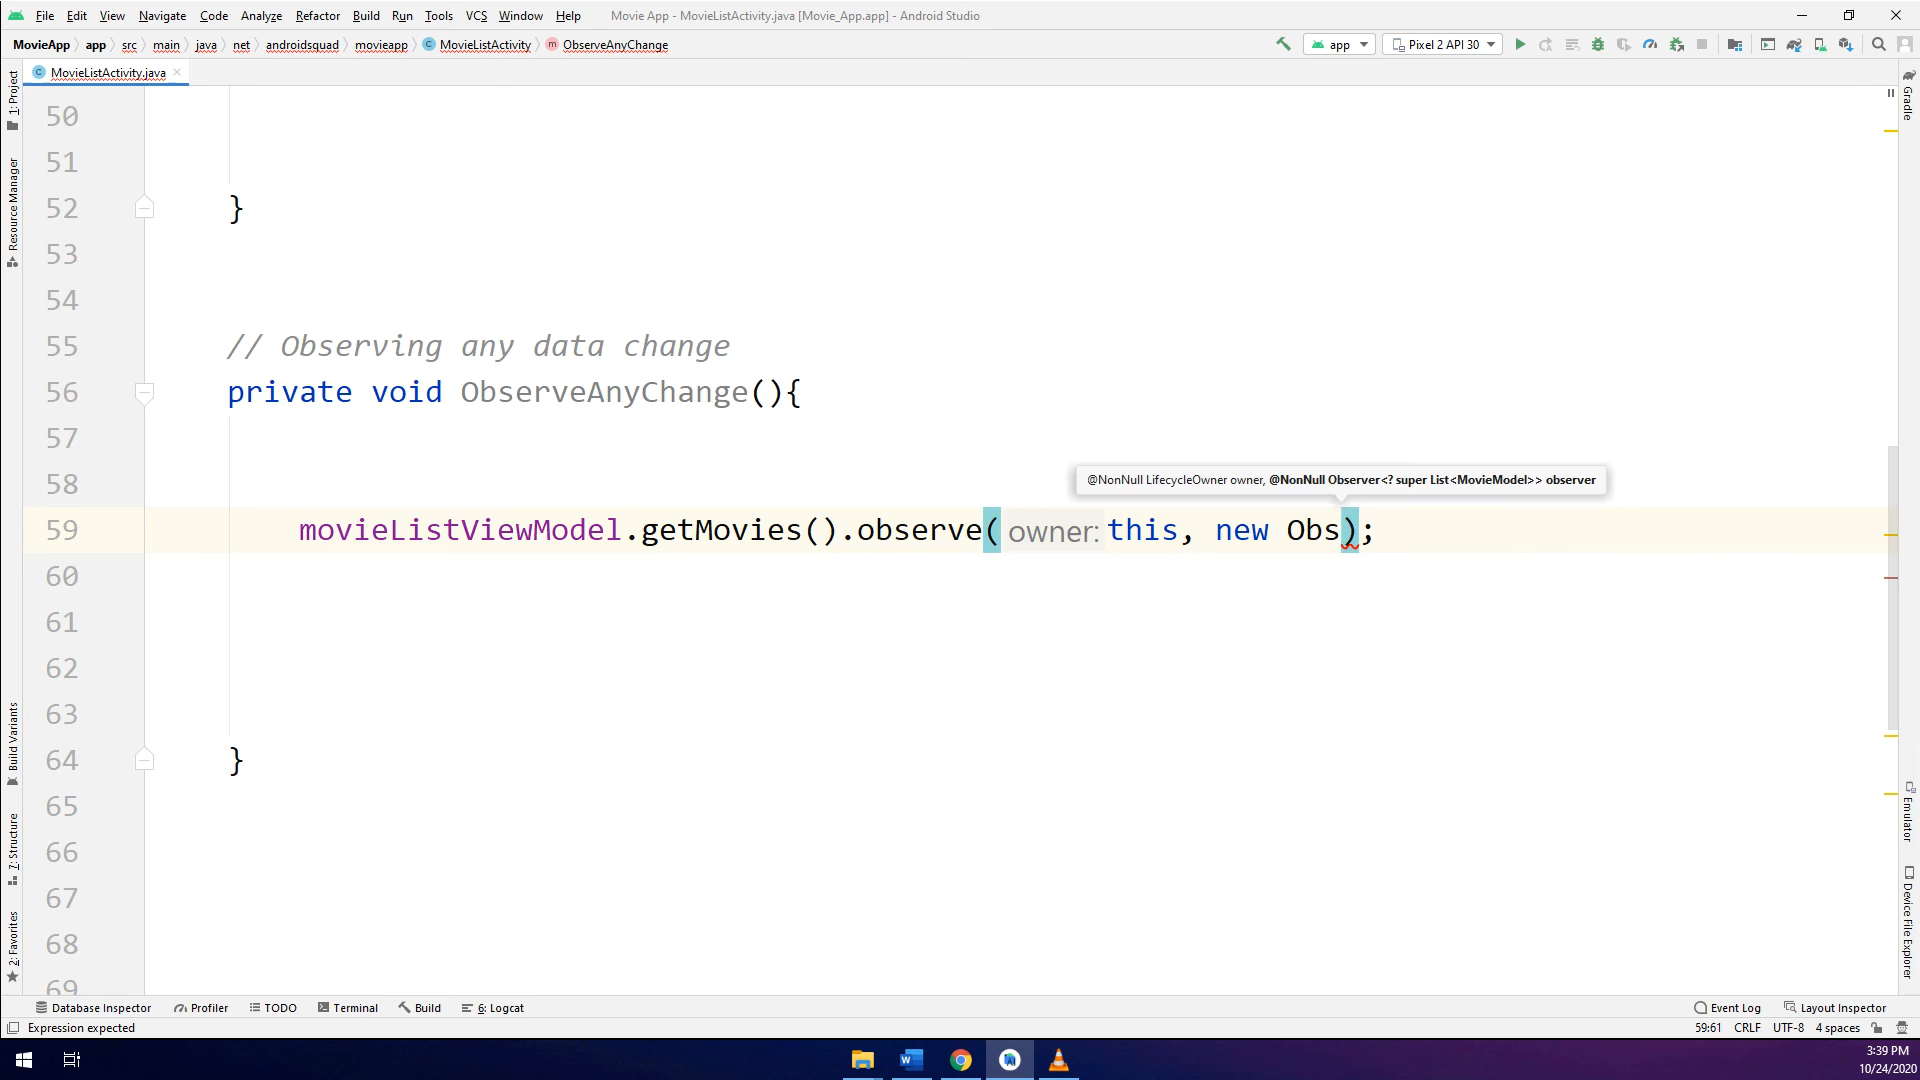 File Edit View Navigate Code Analyze Refactor Build Run Tools VCS Window Help Movie App - MovieListActivity.java [Movie_App.app] - Android Studio
MovieApp app src main java net androidsquad movieapp C MovieListActivity m ObserveAnyChange app Pixel 2 API 30
C MovieListActivity.java
1: Project
Resource Manager
Build Variants
7: Structure
2: Favorites
Gradle
Emulator
Device File Explorer
50
51
52 }
53
54
55 // Observing any data change
56 private void ObserveAnyChange(){
57
58
@NonNull LifecycleOwner owner, @NonNull Observer<? super List<MovieModel>> observer
59 movieListViewModel.getMovies().observe( owner: this, new Obs);
60
61
62
63
64 }
65
66
67
68
69
Database Inspector Profiler TODO Terminal Build 6: Logcat Event Log Layout Inspector
Expression expected 59:61 CRLF UTF-8 4 spaces
3:39 PM
10/24/2020